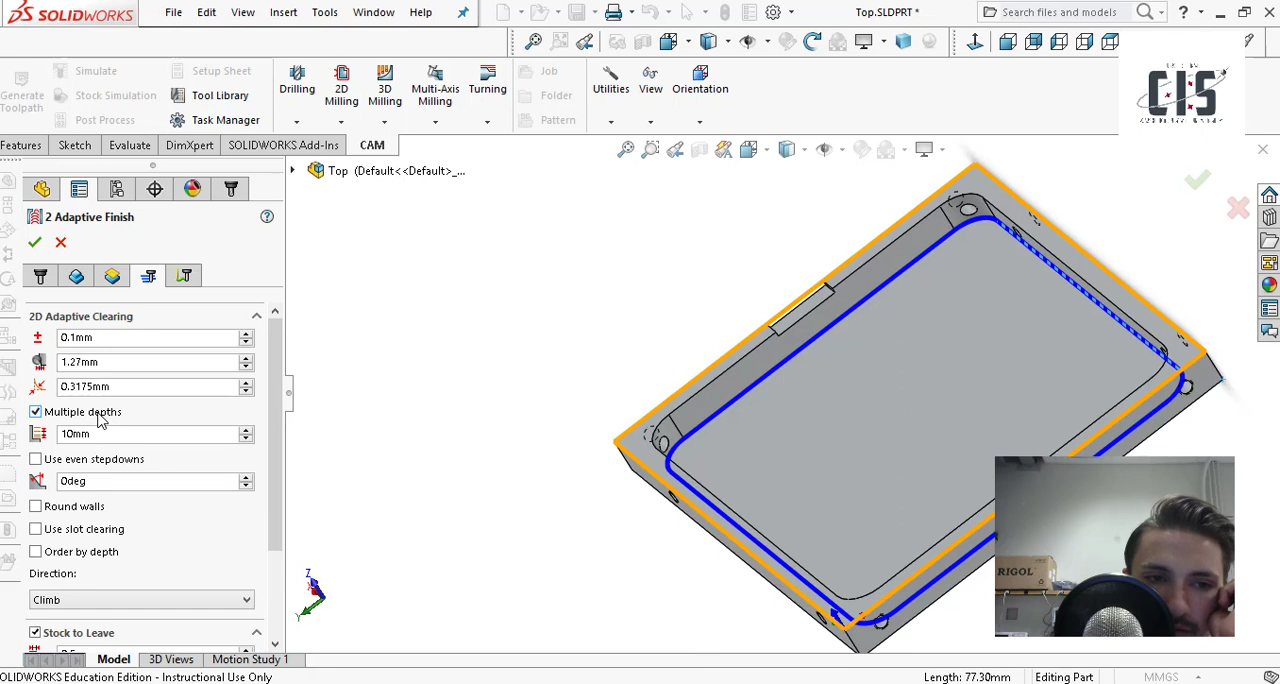 SOLIDWORKS File Edit View Insert Tools Window Help Top.SLDPRT * Search files and models ?
Generate Toolpath Simulate Stock Simulation Post Process Setup Sheet Tool Library Task Manager Drilling 2D Milling 3D Milling Multi-Axis Milling Turning Job Folder Pattern Utilities View Orientation
CIS
Features Sketch Evaluate DimXpert SOLIDWORKS Add-Ins CAM
Top (Default<<Default>_...
2 Adaptive Finish
2D Adaptive Clearing
0.1mm
1.27mm
0.3175mm
Multiple depths
10mm
Use even stepdowns
0deg
Round walls
Use slot clearing
Order by depth
Direction:
Climb
Stock to Leave
Z
Y
RIGOL
Model 3D Views Motion Study 1
SOLIDWORKS Education Edition - Instructional Use Only Length: 77.30mm Editing Part MMGS